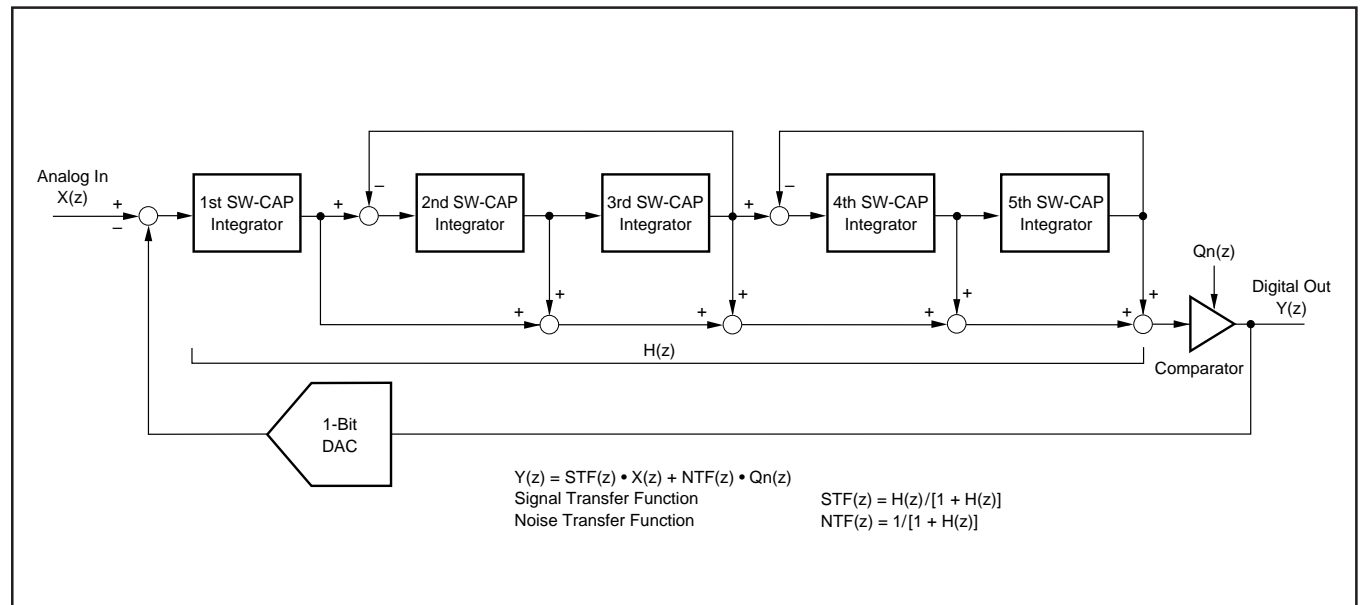 Analog In
X(z)
+
−
1st SW-CAP
Integrator
+
−
2nd SW-CAP
Integrator
3rd SW-CAP
Integrator
+
−
4th SW-CAP
Integrator
5th SW-CAP
Integrator
+
+
+
+
+
+
+
+
Qn(z)
Digital Out
Y(z)
H(z)
Comparator
1-Bit
DAC
Y(z) = STF(z) • X(z) + NTF(z) • Qn(z)
Signal Transfer Function STF(z) = H(z)/[1 + H(z)]
Noise Transfer Function NTF(z) = 1/[1 + H(z)]